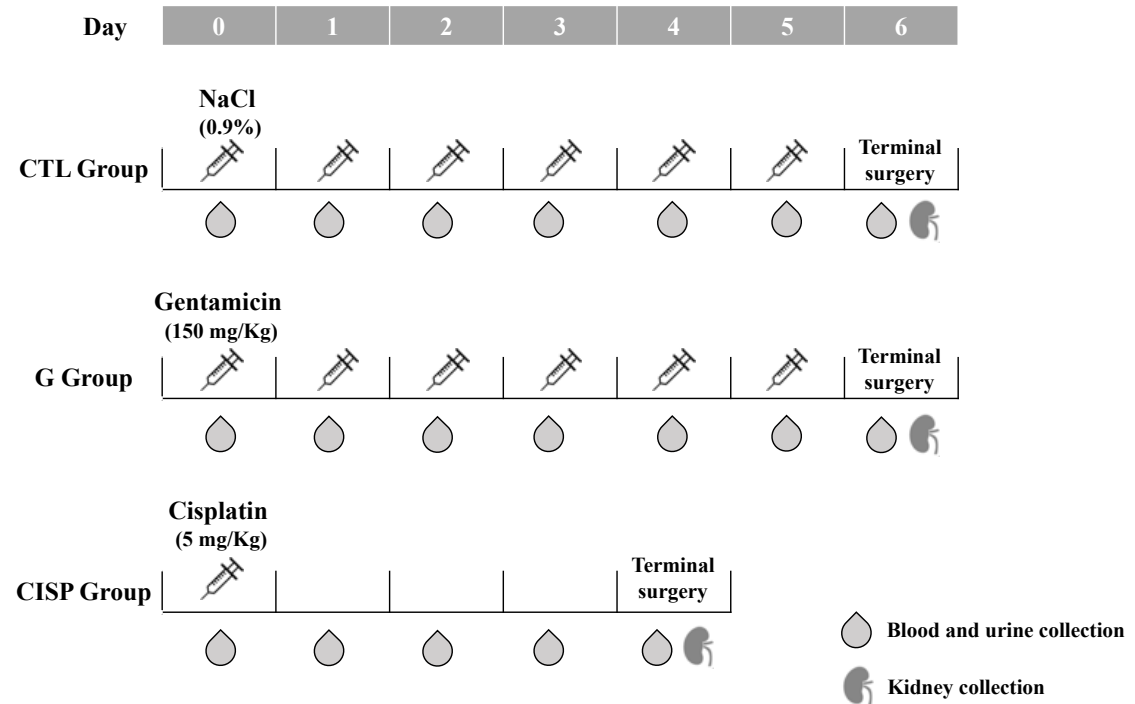 Day 0 1 2 3 4 5 6
NaCl
(0.9%)
CTL Group
Terminal
surgery
Gentamicin
(150 mg/Kg)
G Group
Terminal
surgery
Cisplatin
(5 mg/Kg)
CISP Group
Terminal
surgery
Blood and urine collection
Kidney collection